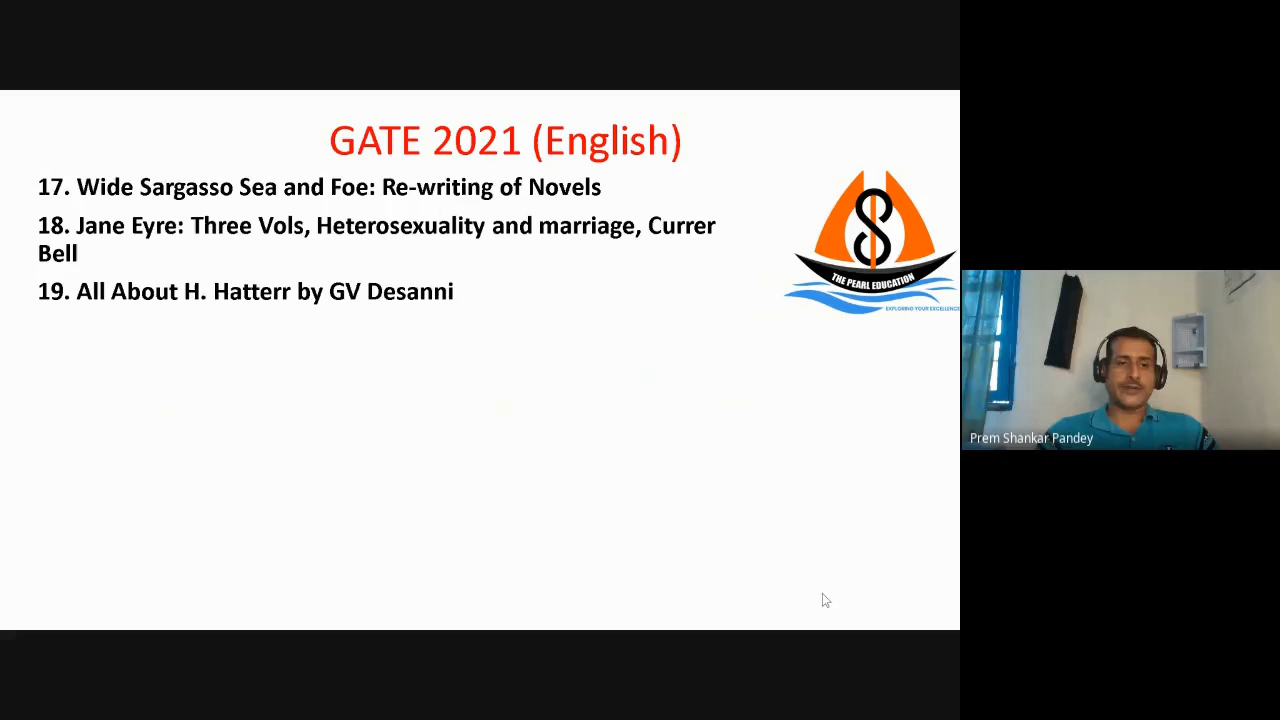 GATE 2021 (English)
17. Wide Sargasso Sea and Foe: Re-writing of Novels
18. Jane Eyre: Three Vols, Heterosexuality and marriage, Currer
Bell
19. All About H. Hatterr by GV Desanni
THE PEARL EDUCATION
EXPLORING YOUR EXCELLENCE
Prem Shankar Pandey